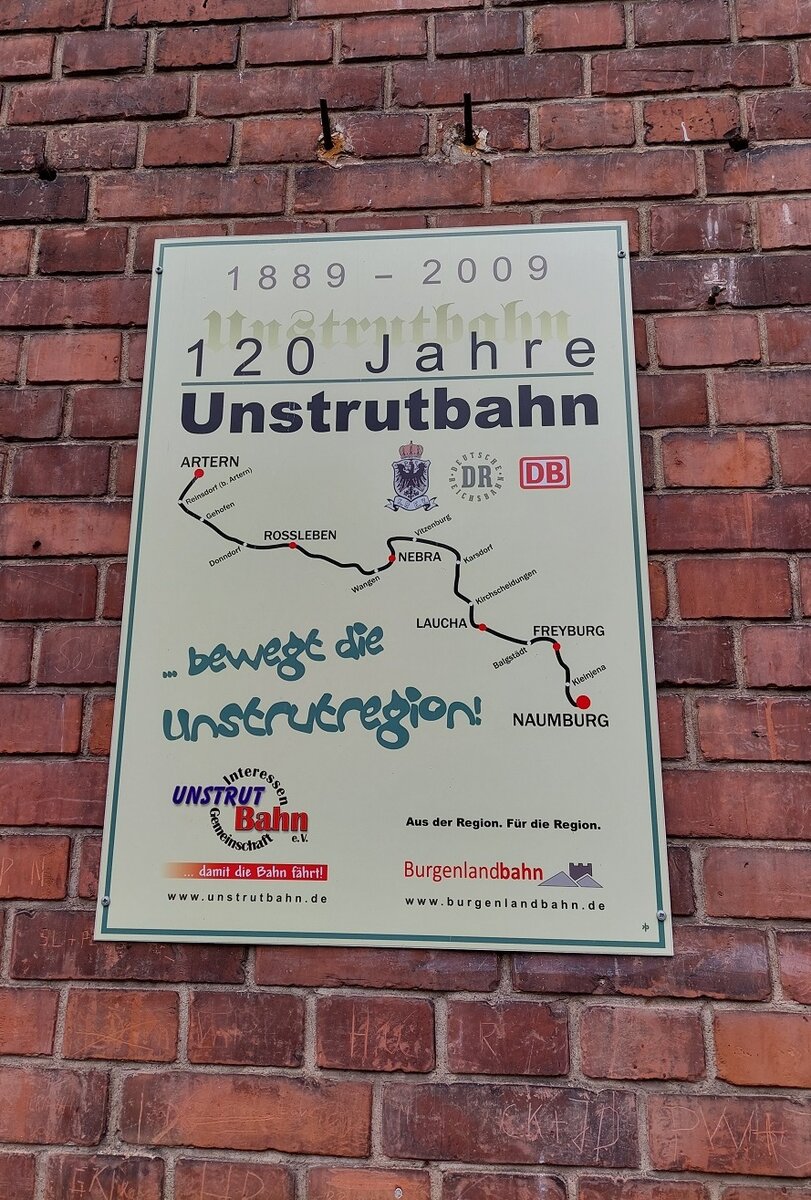 1889 – 2009
Unstrutbahn
120 Jahre
Unstrutbahn
ARTERN
Reinsdorf (b. Artern)
Gehofen
Donndorf
ROSSLEBEN
Wangen
NEBRA
Vitzenburg
Karsdorf
Kirchscheidungen
LAUCHA
Balgstädt
FREYBURG
Kleinjena
NAUMBURG
DEUTSCHE
DR
REICHSBAHN
DB
... bewegt die
Unstrutregion!
Interessen
UNSTRUT
Bahn
Gemeinschaft
e.V.
... damit die Bahn fährt!
www.unstrutbahn.de
Aus der Region. Für die Region.
Burgenlandbahn
www.burgenlandbahn.de